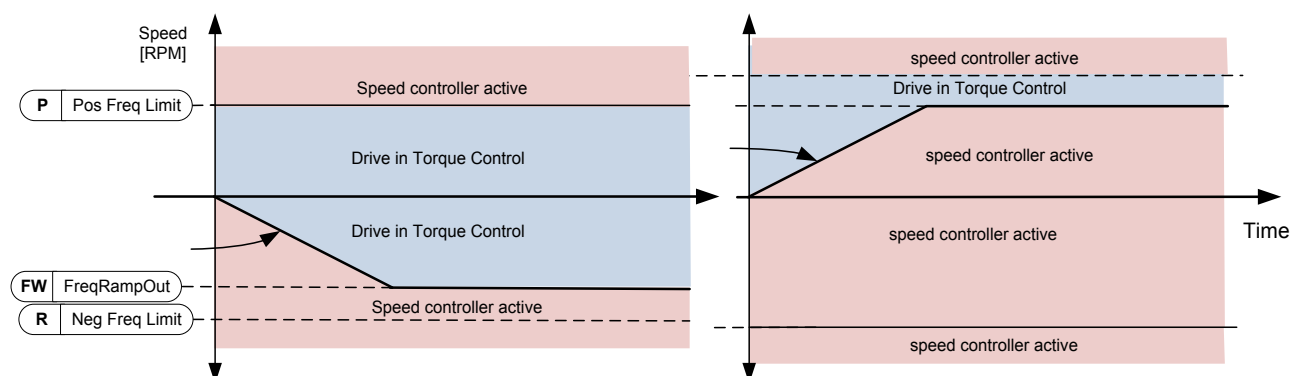 Speed
[RPM]
Speed controller active
P Pos Freq Limit
Drive in Torque Control
Drive in Torque Control
FW FreqRampOut
Speed controller active
R Neg Freq Limit
speed controller active
Drive in Torque Control
speed controller active
speed controller active
Time
speed controller active